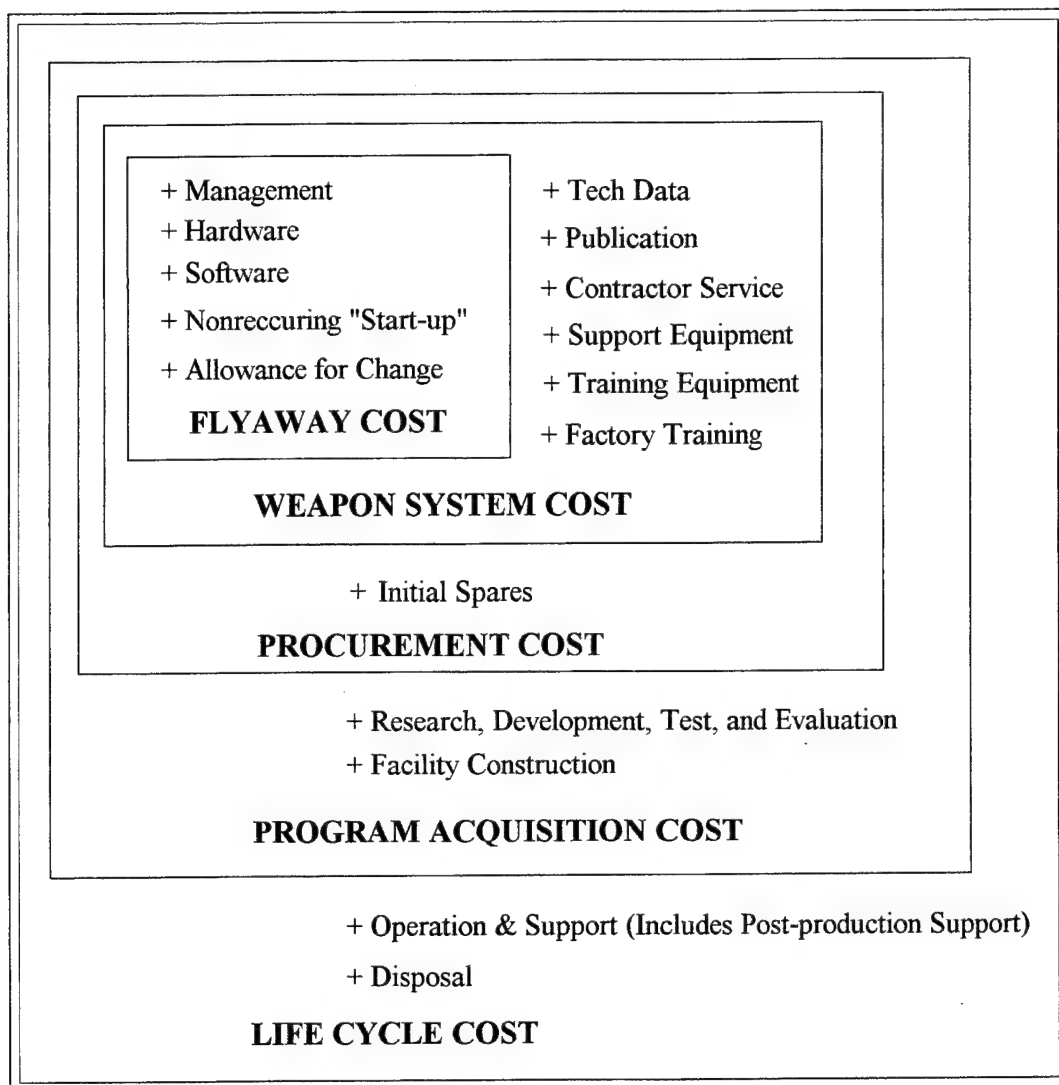 + Management
+ Hardware
+ Software
+ Nonreccuring "Start-up"
+ Allowance for Change
FLYAWAY COST
+ Tech Data
+ Publication
+ Contractor Service
+ Support Equipment
+ Training Equipment
+ Factory Training
WEAPON SYSTEM COST
+ Initial Spares
PROCUREMENT COST
+ Research, Development, Test, and Evaluation
+ Facility Construction
PROGRAM ACQUISITION COST
+ Operation & Support (Includes Post-production Support)
+ Disposal
LIFE CYCLE COST